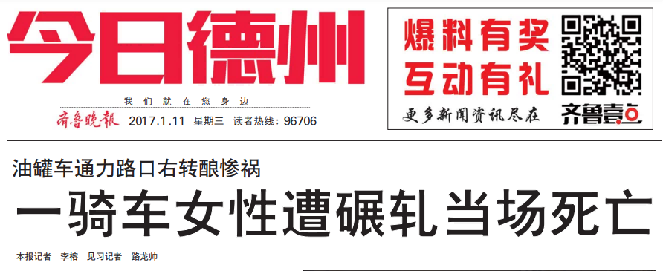 今日德州
我们就在您身边
齐鲁晚报 2017.1.11 星期三 读者热线：96706
爆料有奖
互动有礼
更多新闻资讯尽在 齐鲁壹点
油罐车通力路口右转酿惨祸
一骑车女性遭碾轧当场死亡
本报记者 李榕 见习记者 路龙帅